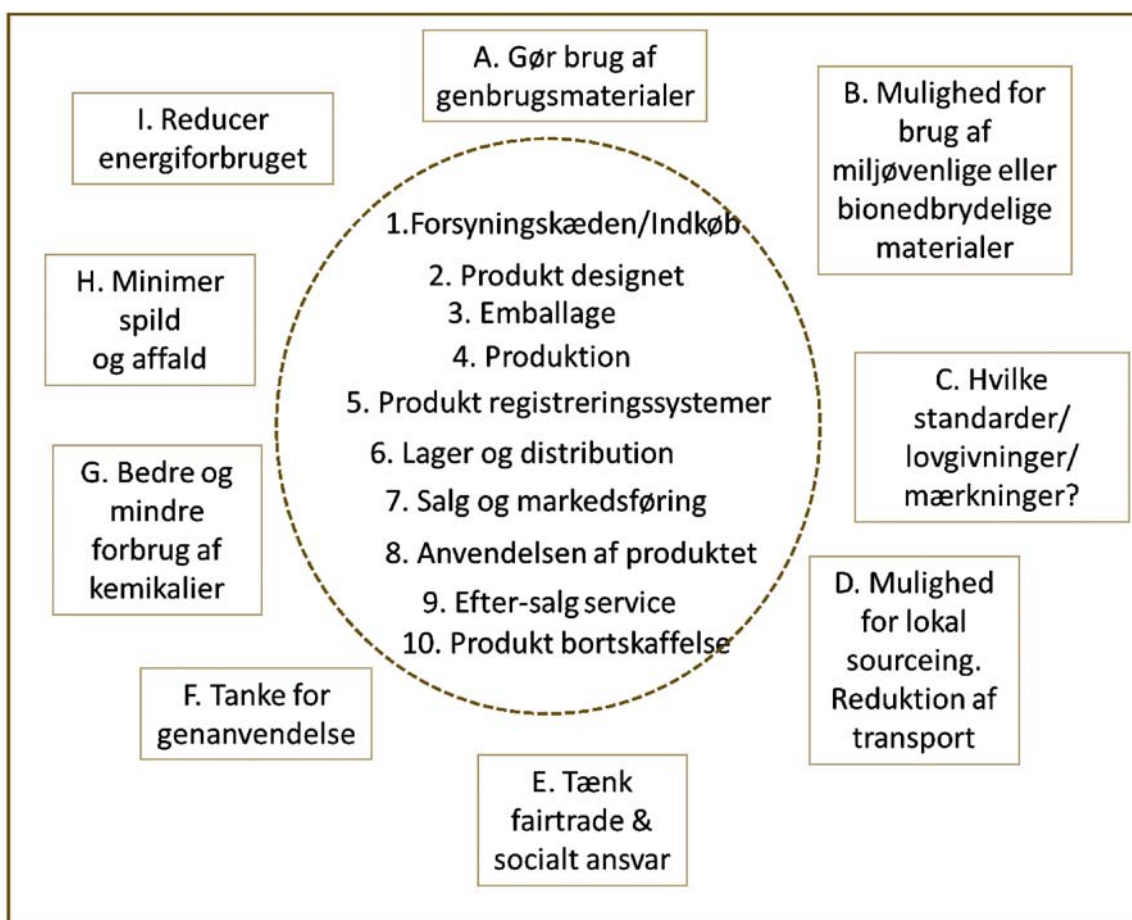 A. Gør brug af
genbrugsmaterialer
B. Mulighed for
brug af
miljøvenlige eller
bionedbrydelige
materialer
C. Hvilke
standarder/
lovgivninger/
mærkninger?
D. Mulighed
for lokal
sourceing.
Reduktion af
transport
E. Tænk
fairtrade &
socialt ansvar
F. Tanke for
genanvendelse
G. Bedre og
mindre
forbrug af
kemikalier
H. Minimer
spild
og affald
I. Reducer
energiforbruget
1.Forsyningskæden/Indkøb
2. Produkt designet
3. Emballage
4. Produktion
5. Produkt registreringssystemer
6. Lager og distribution
7. Salg og markedsføring
8. Anvendelsen af produktet
9. Efter-salg service
10. Produkt bortskaffelse